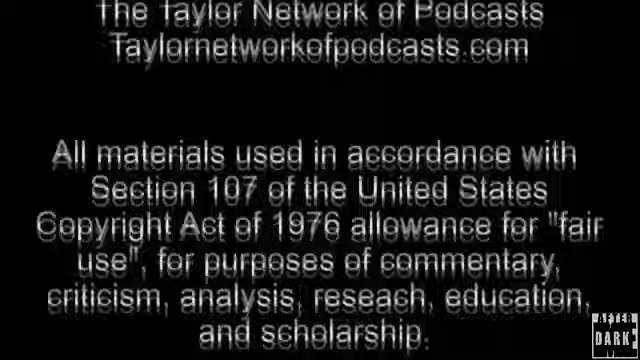 The Taylor Network of Podcasts
Taylornetworkofpodcasts.com
All materials used in accordance with
Section 107 of the United States
Copyright Act of 1976 allowance for "fair
use", for purposes of commentary,
criticism, analysis, reseach, education,
and scholarship.
AFTER
DARK